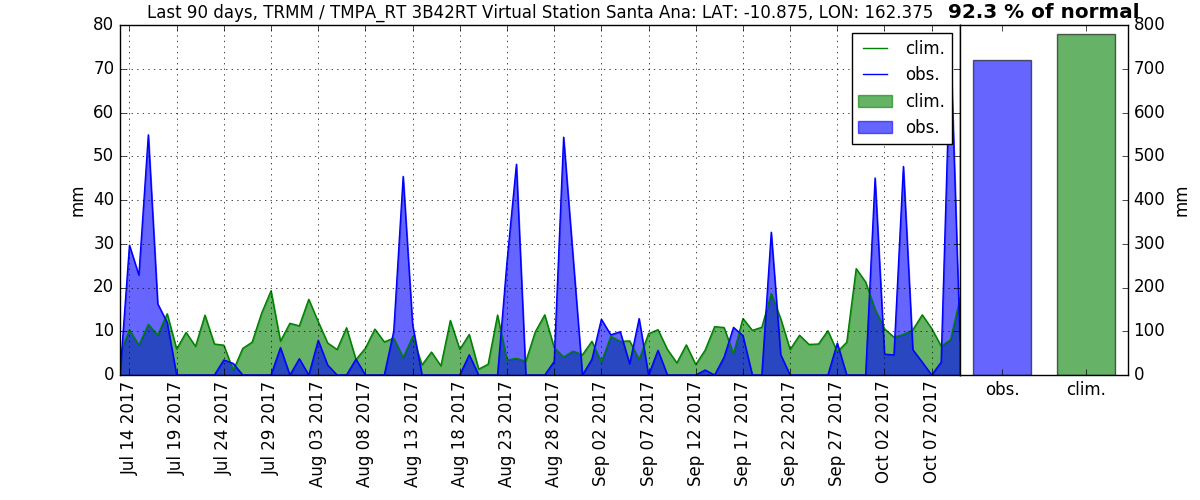 Last 90 days, TRMM / TMPA_RT 3B42RT Virtual Station Santa Ana: LAT: -10.875, LON: 162.375
92.3 % of normal
80
70
60
50
40
30
20
10
0
mm
clim.
obs.
clim.
obs.
800
700
600
500
400
300
200
100
0
mm
Jul 14 2017
Jul 19 2017
Jul 24 2017
Jul 29 2017
Aug 03 2017
Aug 08 2017
Aug 13 2017
Aug 18 2017
Aug 23 2017
Aug 28 2017
Sep 02 2017
Sep 07 2017
Sep 12 2017
Sep 17 2017
Sep 22 2017
Sep 27 2017
Oct 02 2017
Oct 07 2017
obs.
clim.